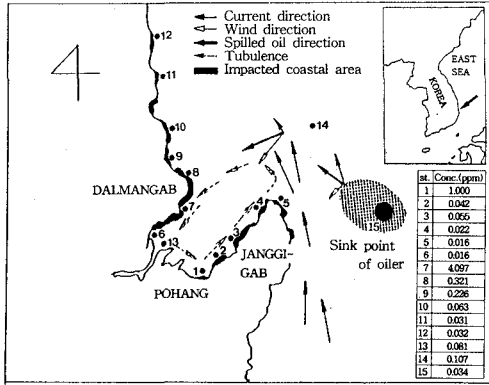 Current direction
Wind direction
Spilled oil direction
Tubulence
Impacted coastal area
EAST
SEA
KOREA
12
11
10
9
8
7
6
13
14
4
5
3
2
1
15
DALMANGAB
JANGGI-
GAB
POHANG
Sink point
of oiler
st. Conc.(ppm)
1 1.000
2 0.042
3 0.055
4 0.022
5 0.016
6 0.016
7 4.097
8 0.321
9 0.226
10 0.063
11 0.031
12 0.032
13 0.081
14 0.107
15 0.034